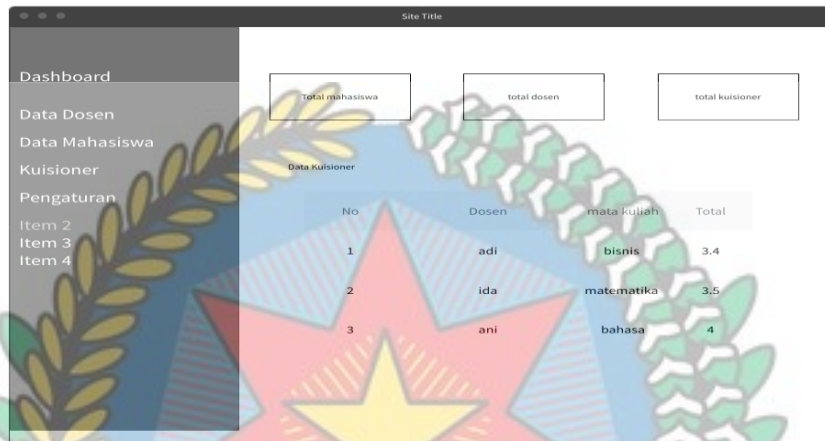 Site Title
Dashboard
Data Dosen
Data Mahasiswa
Kuisioner
Pengaturan
Item 2
Item 3
Item 4
Total mahasiswa total dosen total kuisioner
Data Kuisioner
No Dosen mata kuliah Total
1 adi bisnis 3.4
2 ida matematika 3.5
3 ani bahasa 4